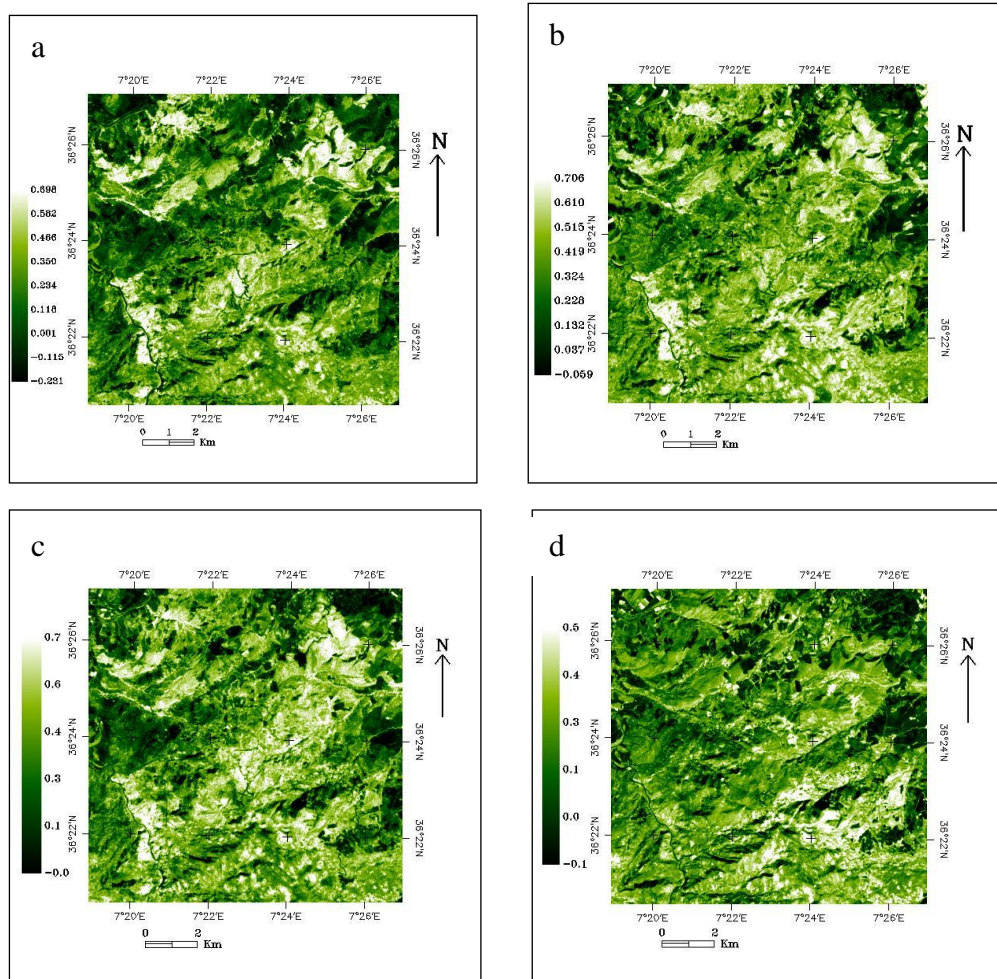 a
7°20'E 7°22'E 7°24'E 7°26'E
36°26'N
36°24'N
36°22'N
N
36°26'N
36°24'N
36°22'N
0.698
0.582
0.466
0.350
0.234
0.118
0.001
-0.115
-0.231
7°20'E 7°22'E 7°24'E 7°26'E
0 1 2
Km
b
7°20'E 7°22'E 7°24'E 7°26'E
36°26'N
36°24'N
36°22'N
N
36°26'N
36°24'N
36°22'N
0.706
0.610
0.515
0.419
0.324
0.228
0.132
0.037
-0.059
7°20'E 7°22'E 7°24'E 7°26'E
0 1 2
Km
c
7°20'E 7°22'E 7°24'E 7°26'E
36°26'N
36°24'N
36°22'N
N
36°26'N
36°24'N
36°22'N
0.7
0.6
0.4
0.3
0.1
-0.0
7°20'E 7°22'E 7°24'E 7°26'E
0 2
Km
d
7°20'E 7°22'E 7°24'E 7°26'E
36°26'N
36°24'N
36°22'N
N
36°26'N
36°24'N
36°22'N
0.5
0.4
0.3
0.1
0.0
-0.1
7°20'E 7°22'E 7°24'E 7°26'E
0 2
Km